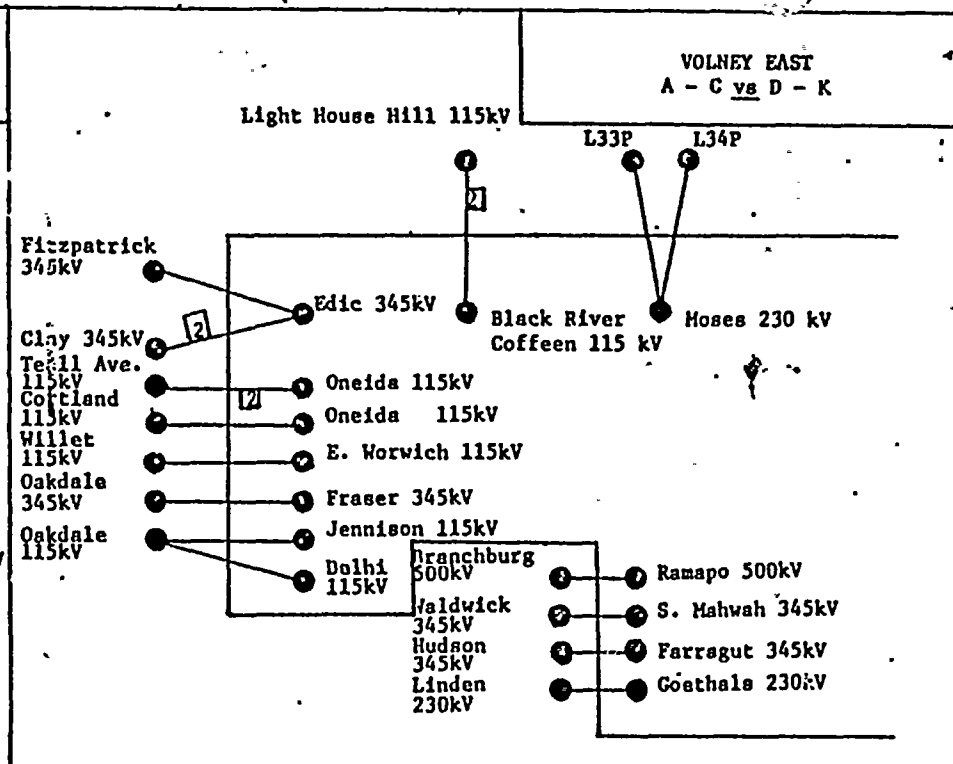 VOLNEY EAST
A - C vs D - K
Light House Hill 115kV
L33P
L34P
2
Fitzpatrick
345kV
Edic 345kV
Black River
Coffeen 115 kV
Moses 230 kV
2
Clay 345kV
Teall Ave.
115kV
Oneida 115kV
2
Cortland
115kV
Oneida 115kV
Willet
115kV
E. Worwich 115kV
Oakdale
345kV
Fraser 345kV
Oakdale
115kV
Jennison 115kV
Dolhi
115kV
Branchburg
500kV
Ramapo 500kV
Waldwick
345kV
S. Mahwah 345kV
Hudson
345kV
Farragut 345kV
Linden
230kV
Goethals 230kV